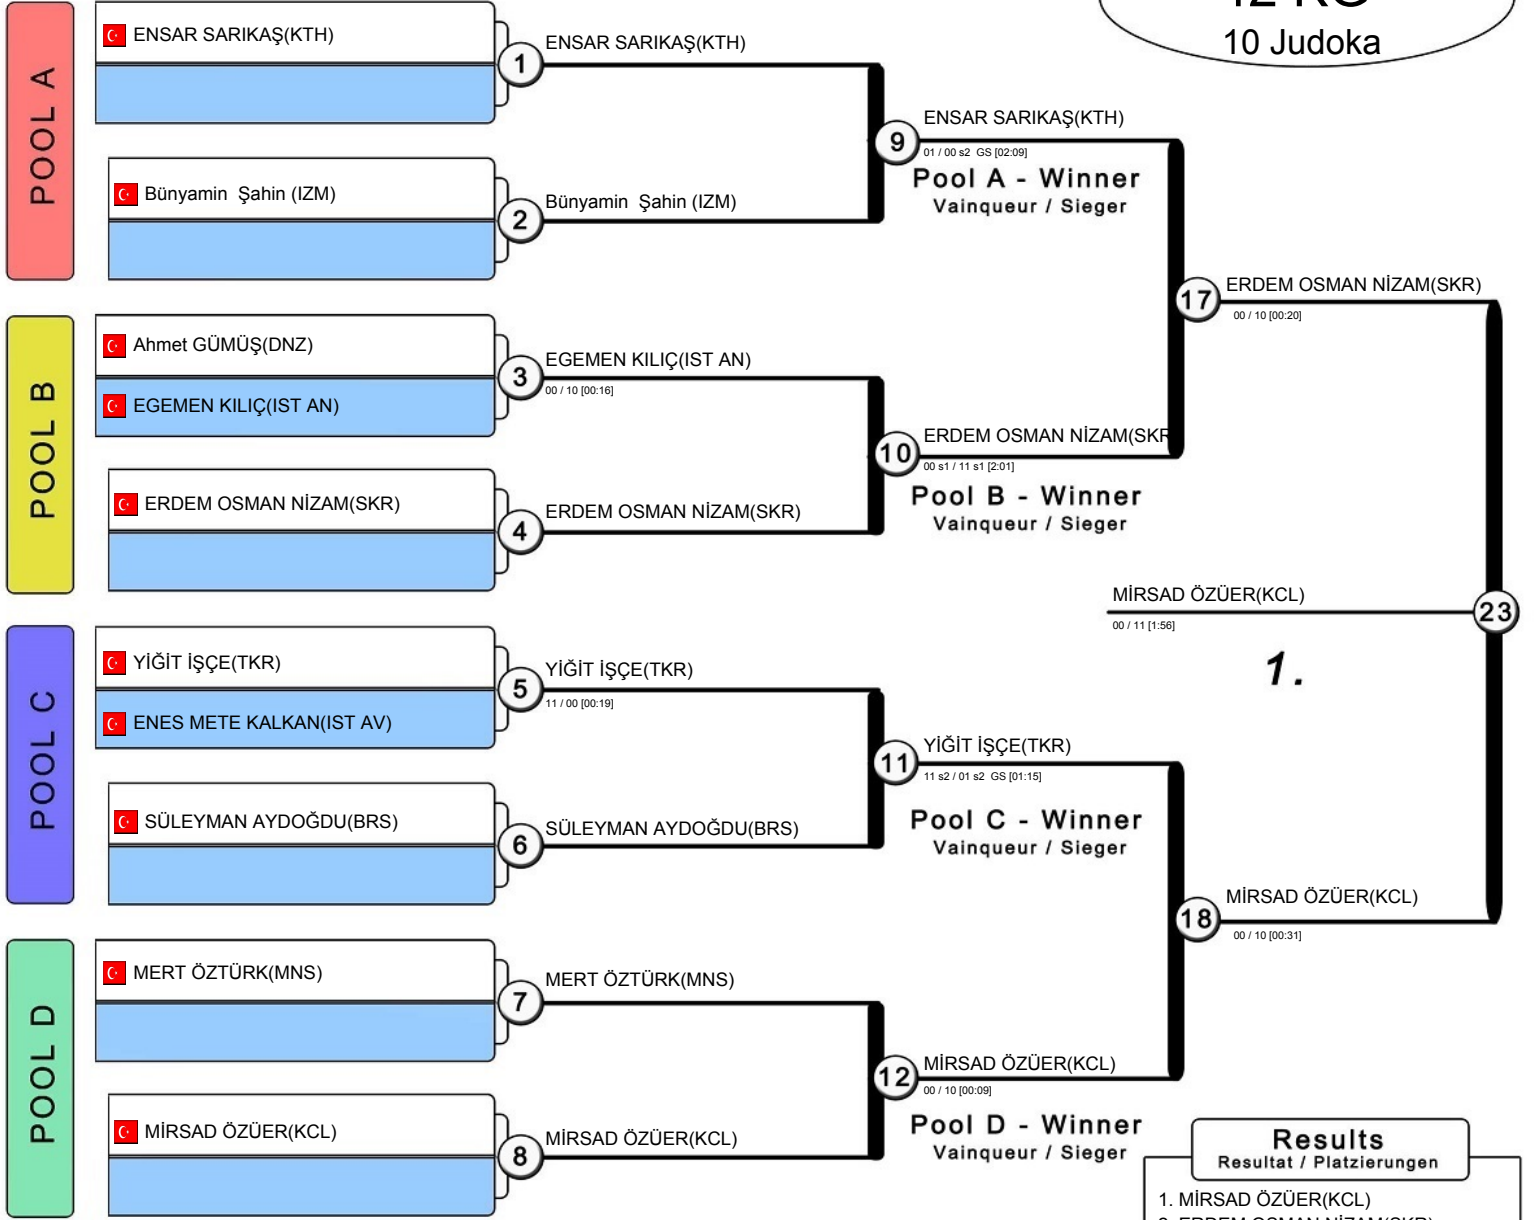 42 KG
10 Judoka
POOL A
ENSAR SARIKAŞ(KTH)
1
ENSAR SARIKAŞ(KTH)
Bünyamin Şahin (IZM)
2
Bünyamin Şahin (IZM)
9
ENSAR SARIKAŞ(KTH)
01 / 00 s2 GS [02:09]
Pool A - Winner
Vainqueur / Sieger
POOL B
Ahmet GÜMÜŞ(DNZ)
EGEMEN KILIÇ(IST AN)
3
EGEMEN KILIÇ(IST AN)
00 / 10 [00:16]
ERDEM OSMAN NİZAM(SKR)
4
ERDEM OSMAN NİZAM(SKR)
10
ERDEM OSMAN NİZAM(SKR
00 s1 / 11 s1 [2:01]
Pool B - Winner
Vainqueur / Sieger
17
ERDEM OSMAN NİZAM(SKR)
00 / 10 [00:20]
POOL C
YİĞİT İŞÇE(TKR)
ENES METE KALKAN(IST AV)
5
YİĞİT İŞÇE(TKR)
11 / 00 [00:19]
SÜLEYMAN AYDOĞDU(BRS)
6
SÜLEYMAN AYDOĞDU(BRS)
11
YİĞİT İŞÇE(TKR)
11 s2 / 01 s2 GS [01:15]
Pool C - Winner
Vainqueur / Sieger
POOL D
MERT ÖZTÜRK(MNS)
7
MERT ÖZTÜRK(MNS)
MİRSAD ÖZÜER(KCL)
8
MİRSAD ÖZÜER(KCL)
12
MİRSAD ÖZÜER(KCL)
00 / 10 [00:09]
Pool D - Winner
Vainqueur / Sieger
18
MİRSAD ÖZÜER(KCL)
00 / 10 [00:31]
MİRSAD ÖZÜER(KCL)
00 / 11 [1:56]
23
1.
Results
Resultat / Platzierungen
1. MİRSAD ÖZÜER(KCL)
2. ERDEM OSMAN NİZAM(SKR)